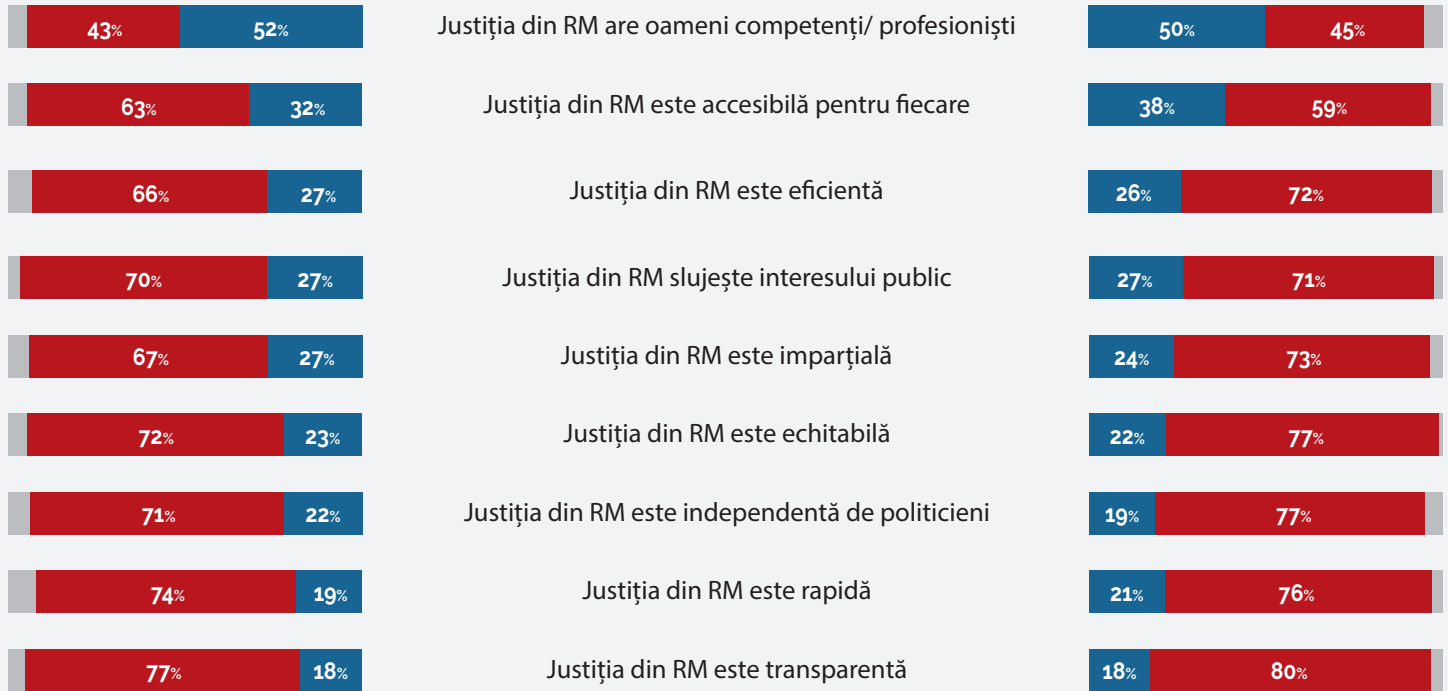 43% 52% Justiția din RM are oameni competenți/ profesioniști 50% 45%
63% 32% Justiția din RM este accesibilă pentru fiecare 38% 59%
66% 27% Justiția din RM este eficientă 26% 72%
70% 27% Justiția din RM slujește interesului public 27% 71%
67% 27% Justiția din RM este imparțială 24% 73%
72% 23% Justiția din RM este echitabilă 22% 77%
71% 22% Justiția din RM este independentă de politicieni 19% 77%
74% 19% Justiția din RM este rapidă 21% 76%
77% 18% Justiția din RM este transparentă 18% 80%